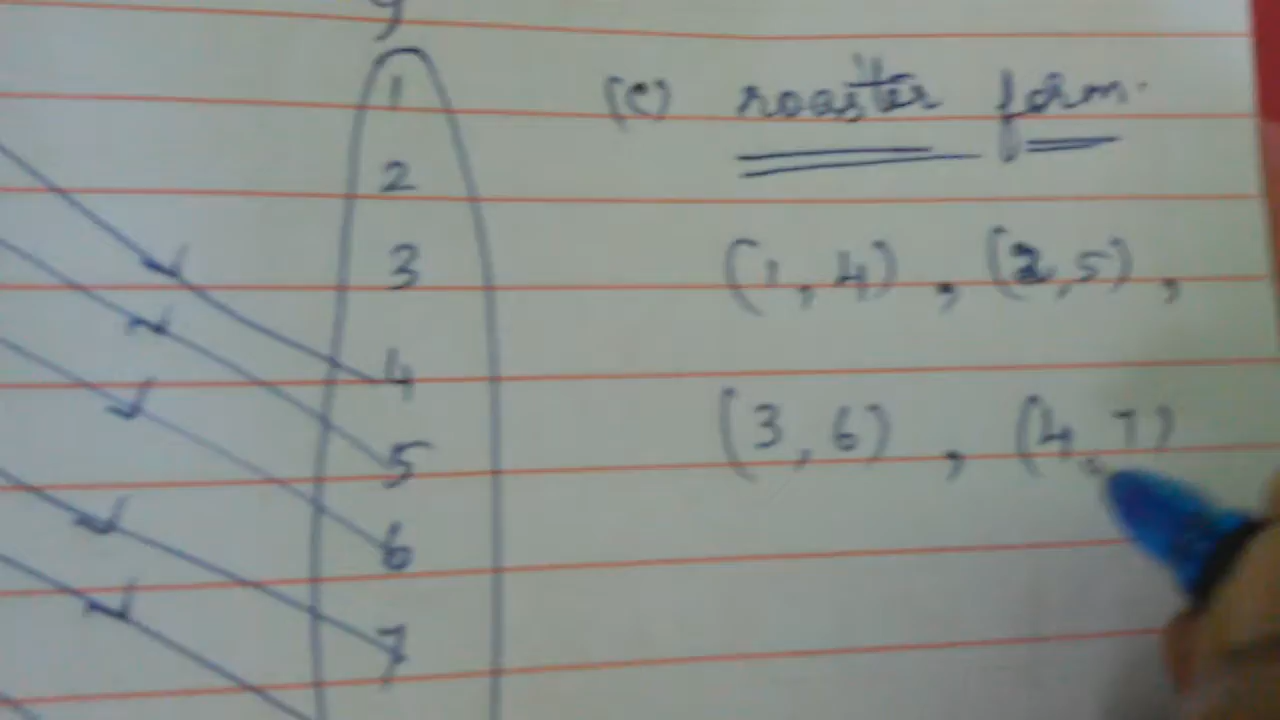 y
1
(c) roaster form.
2
3
(1, 4), (2, 5),
4
5
(3, 6), (4, 7)
6
7